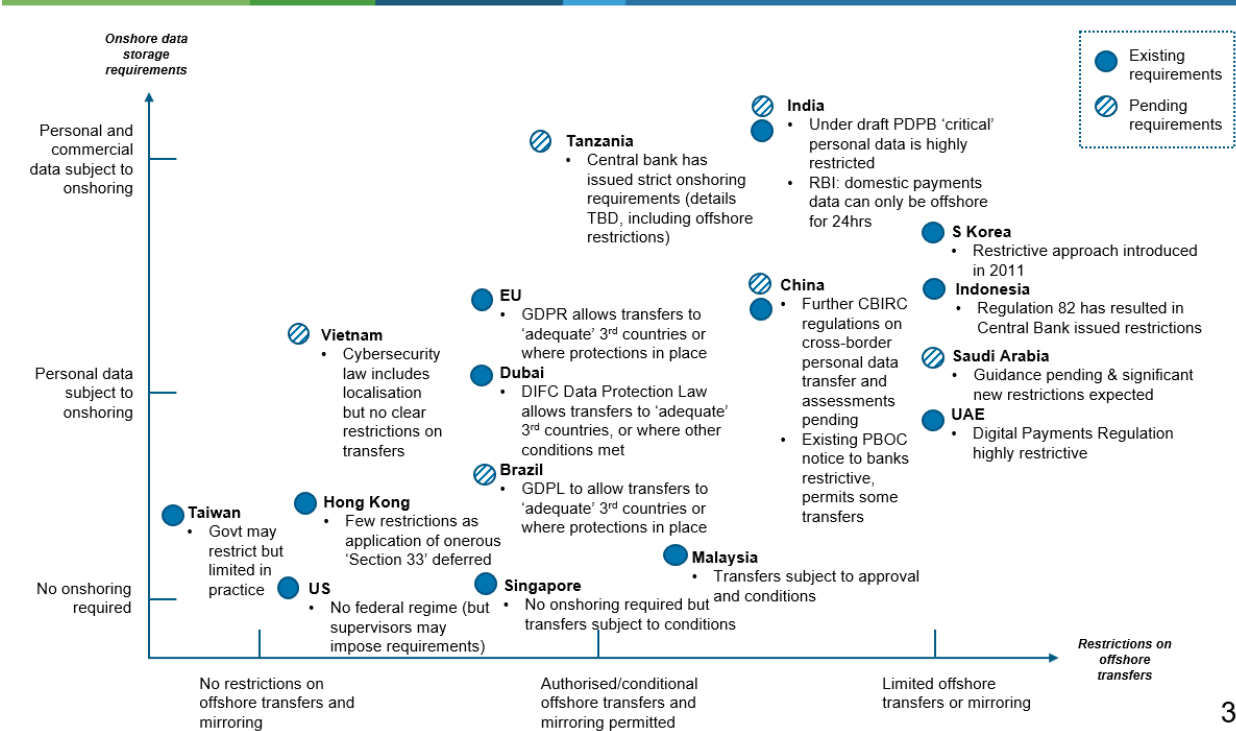 Onshore data
storage
requirements
Existing
requirements
Pending
requirements
Personal and
commercial
data subject to
onshoring
Personal data
subject to
onshoring
No onshoring
required
India
• Under draft PDPB ‘critical’
personal data is highly
restricted
• RBI: domestic payments
data can only be offshore
for 24hrs
Tanzania
• Central bank has
issued strict onshoring
requirements (details
TBD, including offshore
restrictions)
S Korea
• Restrictive approach introduced
in 2011
Indonesia
• Regulation 82 has resulted in
Central Bank issued restrictions
Saudi Arabia
• Guidance pending & significant
new restrictions expected
UAE
• Digital Payments Regulation
highly restrictive
China
• Further CBIRC
regulations on
cross-border
personal data
transfer and
assessments
pending
• Existing PBOC
notice to banks
restrictive,
permits some
transfers
EU
• GDPR allows transfers to
‘adequate’ 3rd countries or
where protections in place
Dubai
• DIFC Data Protection Law
allows transfers to ‘adequate’
3rd countries, or where other
conditions met
Brazil
• GDPL to allow transfers to
‘adequate’ 3rd countries or
where protections in place
Vietnam
• Cybersecurity
law includes
localisation
but no clear
restrictions on
transfers
Hong Kong
• Few restrictions as
application of onerous
‘Section 33’ deferred
Taiwan
• Govt may
restrict but
limited in
practice
US
• No federal regime (but
supervisors may
impose requirements)
Singapore
• No onshoring required but
transfers subject to conditions
Malaysia
• Transfers subject to approval
and conditions
Restrictions on
offshore
transfers
No restrictions on
offshore transfers and
mirroring
Authorised/conditional
offshore transfers and
mirroring permitted
Limited offshore
transfers or mirroring
3